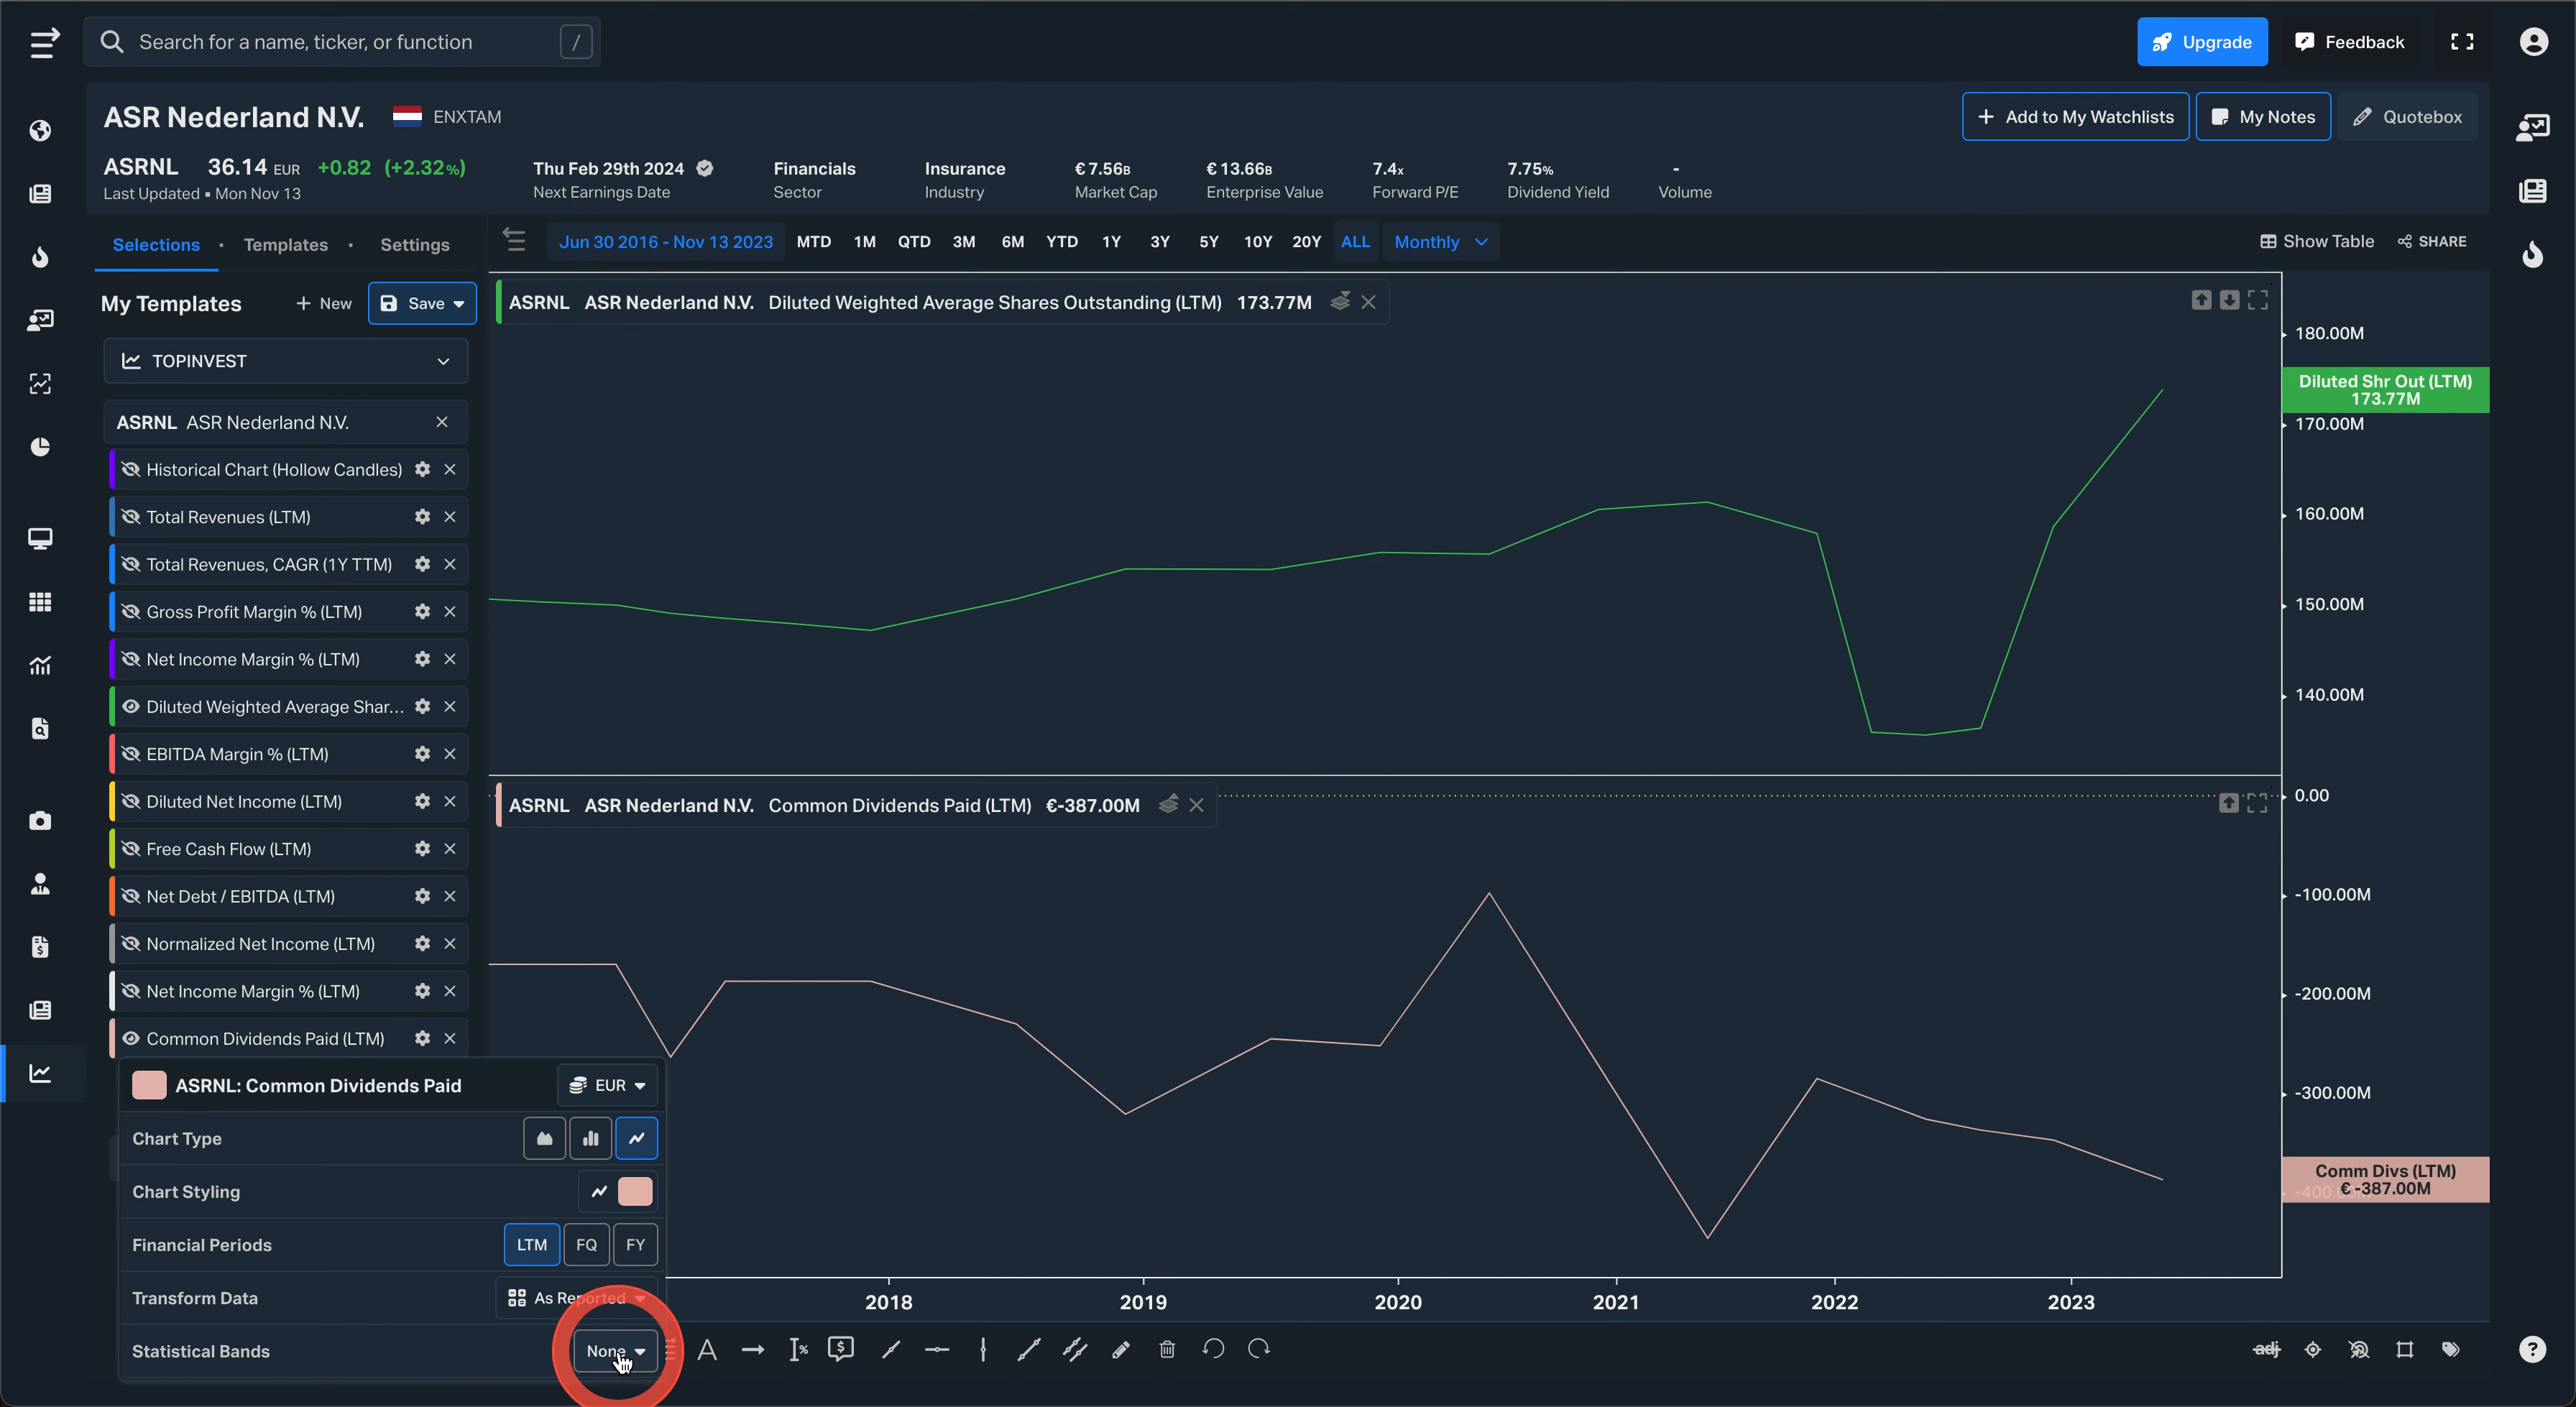 Search for a name, ticker, or function /
Upgrade
Feedback
ASR Nederland N.V. ENXTAM
Add to My Watchlists
My Notes
Quotebox
ASRNL 36.14 EUR +0.82 (+2.32%)
Last Updated ▪ Mon Nov 13
Thu Feb 29th 2024
Next Earnings Date
Financials
Sector
Insurance
Industry
€ 7.56B
Market Cap
€ 13.66B
Enterprise Value
7.4x
Forward P/E
7.75%
Dividend Yield
-
Volume
Selections · Templates · Settings
Jun 30 2016 - Nov 13 2023 MTD 1M QTD 3M 6M YTD 1Y 3Y 5Y 10Y 20Y ALL Monthly
Show Table
SHARE
My Templates
+ New
Save
TOPINVEST
ASRNL ASR Nederland N.V.
Historical Chart (Hollow Candles)
Total Revenues (LTM)
Total Revenues, CAGR (1Y TTM)
Gross Profit Margin % (LTM)
Net Income Margin % (LTM)
Diluted Weighted Average Shar...
EBITDA Margin % (LTM)
Diluted Net Income (LTM)
Free Cash Flow (LTM)
Net Debt / EBITDA (LTM)
Normalized Net Income (LTM)
Net Income Margin % (LTM)
Common Dividends Paid (LTM)
ASRNL: Common Dividends Paid
EUR
Chart Type
Chart Styling
Financial Periods
LTM FQ FY
Transform Data
As Reported
Statistical Bands
None
ASRNL ASR Nederland N.V. Diluted Weighted Average Shares Outstanding (LTM) 173.77M
180.00M
Diluted Shr Out (LTM)
173.77M
170.00M
160.00M
150.00M
140.00M
ASRNL ASR Nederland N.V. Common Dividends Paid (LTM) €-387.00M
0.00
-100.00M
-200.00M
-300.00M
Comm Divs (LTM)
€ -387.00M
2018 2019 2020 2021 2022 2023
A
%
$
adj
?